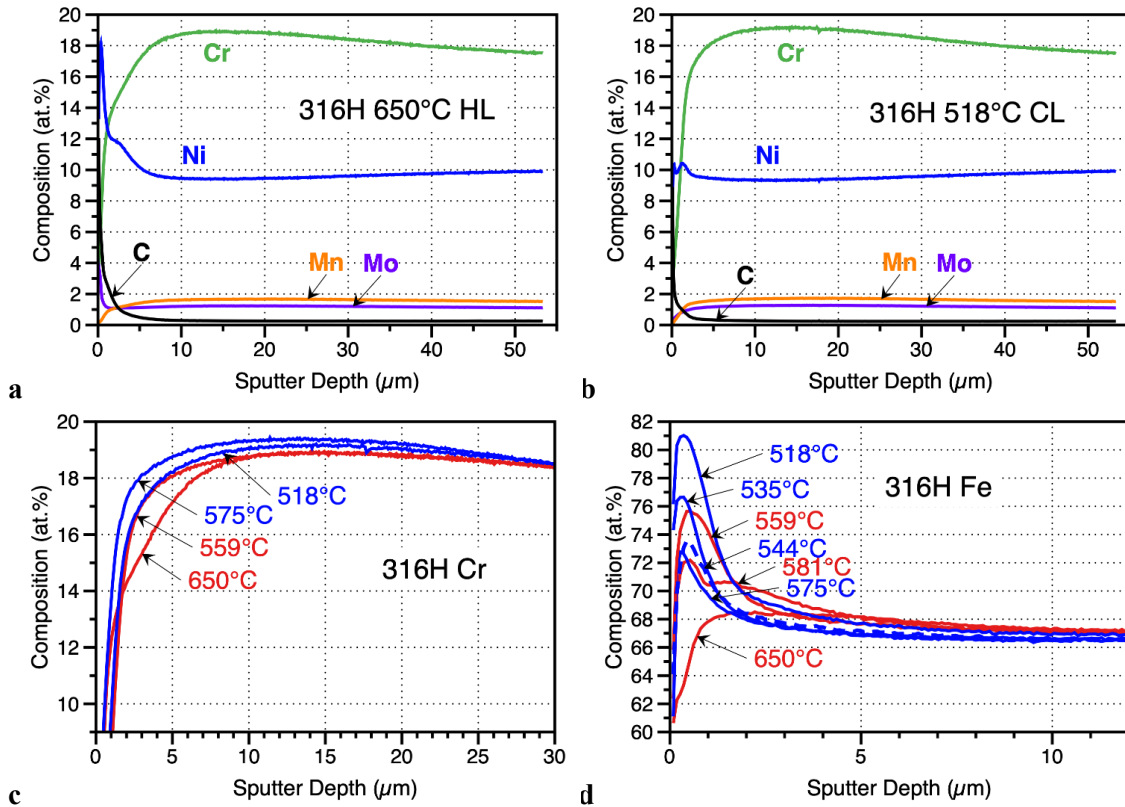 20
18
16
14
12
10
8
6
4
2
0
Composition (at.%)
Cr
316H 650°C HL
Ni
C
Mn
Mo
0
10
20
30
40
50
Sputter Depth (µm)
a
20
18
16
14
12
10
8
6
4
2
0
Composition (at.%)
Cr
316H 518°C CL
Ni
C
Mn
Mo
0
10
20
30
40
50
Sputter Depth (µm)
b
20
18
16
14
12
10
Composition (at.%)
518°C
575°C
559°C
650°C
316H Cr
0
5
10
15
20
25
30
Sputter Depth (µm)
c
82
80
78
76
74
72
70
68
66
64
62
60
Composition (at.%)
518°C
535°C
316H Fe
559°C
544°C
581°C
575°C
650°C
0
5
10
Sputter Depth (µm)
d